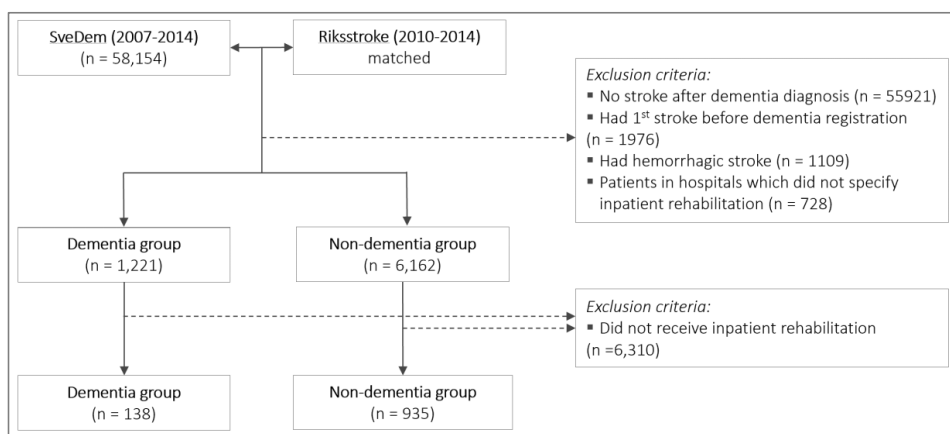 SveDem (2007-2014)
(n = 58,154)
Riksstroke (2010-2014)
matched
Exclusion criteria:
▪ No stroke after dementia diagnosis (n = 55921)
▪ Had 1st stroke before dementia registration
(n = 1976)
▪ Had hemorrhagic stroke (n = 1109)
▪ Patients in hospitals which did not specify
inpatient rehabilitation (n = 728)
Dementia group
(n = 1,221)
Non-dementia group
(n = 6,162)
Exclusion criteria:
▪ Did not receive inpatient rehabilitation
(n =6,310)
Dementia group
(n = 138)
Non-dementia group
(n = 935)